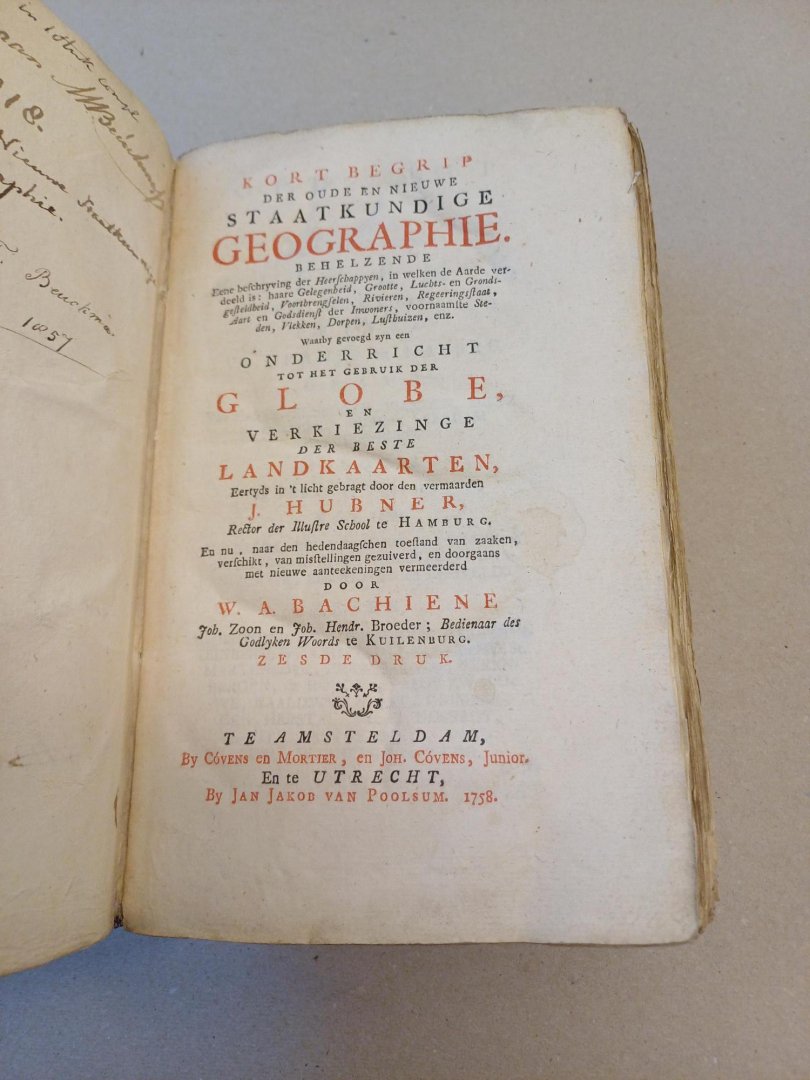 1818.
Beuckma
1857
KORT BEGRIP
DER OUDE EN NIEUWE
STAATKUNDIGE
GEOGRAPHIE.
BEHELZENDE
Eene beſchryving der Heerſchappyen, in welken de Aarde ver-
deeld is: haare Gelegenheid, Grootte, Luchts- en Gronds-
geſteldheid, Voortbrengſelen, Rivieren, Regeeringsſtaat,
Aart en Godsdienſt der Inwoners, voornaamſte Ste-
den, Vlekken, Dorpen, Luſthuizen, enz.
Waarby gevoegd zyn een
ONDERRICHT
TOT HET GEBRUIK DER
GLOBE,
EN
VERKIEZINGE
DER BESTE
LANDKAARTEN,
Eertyds in 't licht gebragt door den vermaarden
J. HUBNER,
Rector der Illuſtre School te HAMBURG.
En nu, naar den hedendaagſchen toeſtand van zaaken,
verſchikt, van misſtellingen gezuiverd, en doorgaans
met nieuwe aanteekeningen vermeerderd
DOOR
W. A. BACHIENE
Joh. Zoon en Joh. Hendr. Broeder; Bedienaar des
Godlyken Woords te KUILENBURG.
ZESDE DRUK.
TE AMSTELDAM,
By CÓVENS en MORTIER, en JOH. CÓVENS, Junior.
En te UTRECHT,
By JAN JAKOB VAN POOLSUM. 1758.